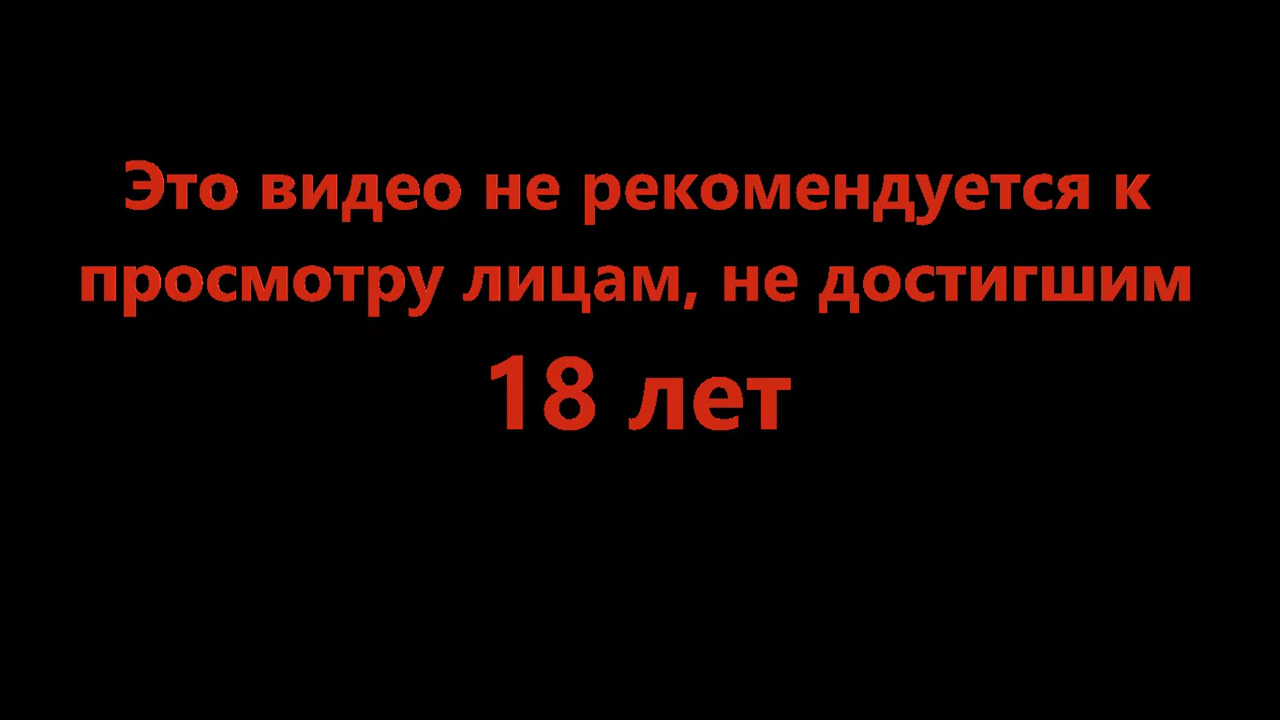 Это видео не рекомендуется к
просмотру лицам, не достигшим
18 лет